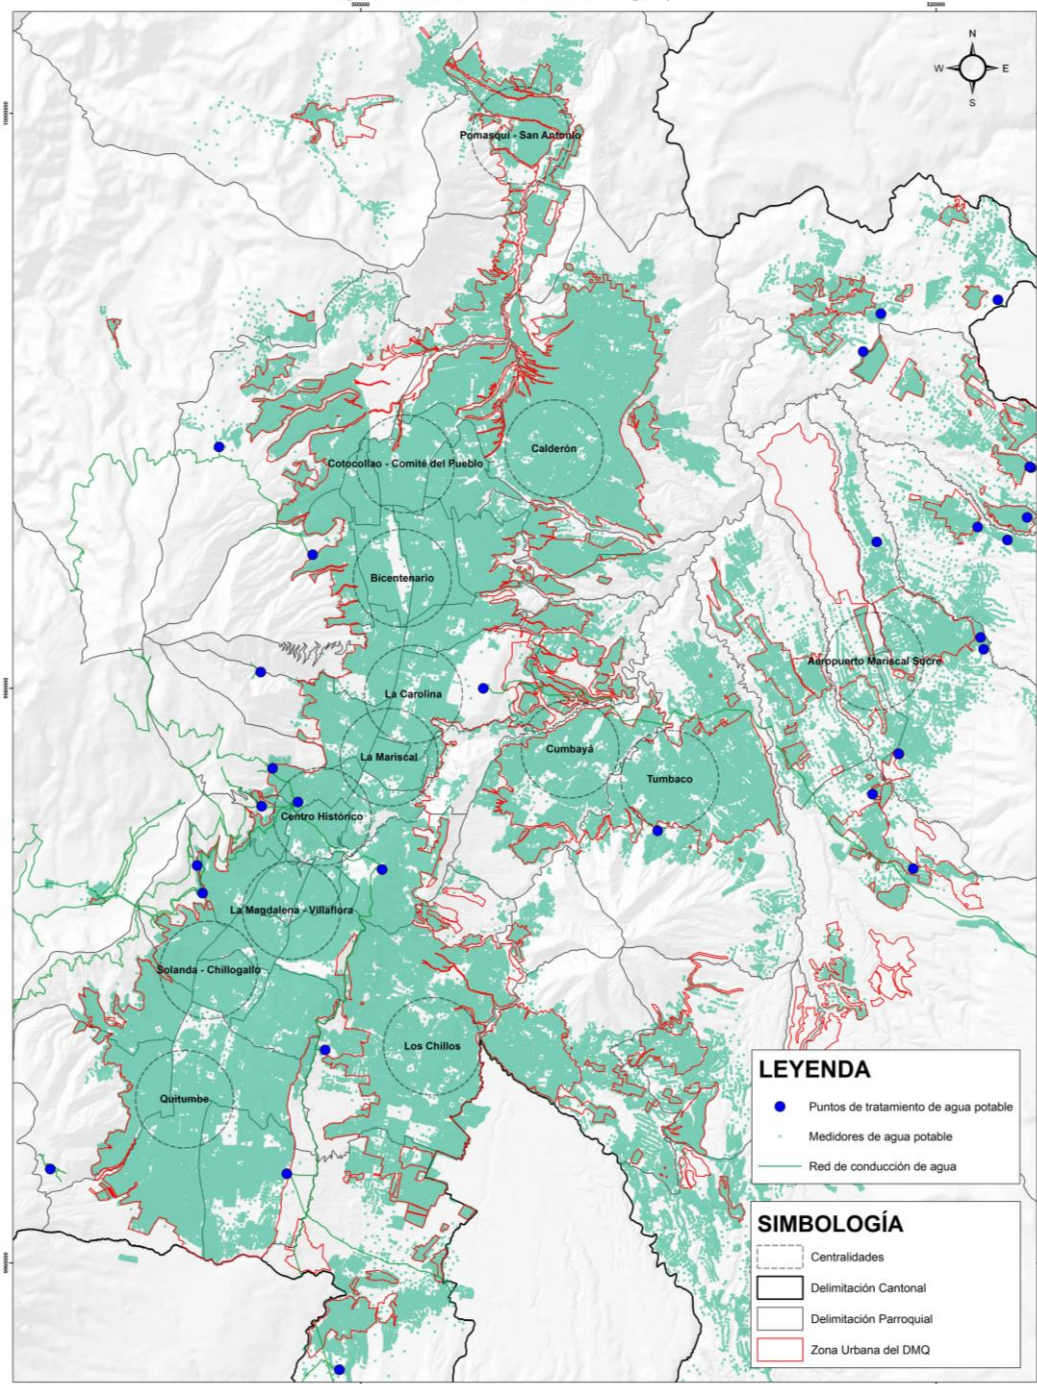 500000
520000
N
W
E
S
Pomasqui - San Antonio
Calderón
Cotocollao - Comité del Pueblo
Bicentenario
Aeropuerto Mariscal Sucre
La Carolina
La Mariscal
Cumbayá
Tumbaco
Centro Histórico
La Magdalena - Villaflora
Solanda - Chillogallo
Los Chillos
Quitumbe
LEYENDA
Puntos de tratamiento de agua potable
Medidores de agua potable
Red de conducción de agua
SIMBOLOGÍA
Centralidades
Delimitación Cantonal
Delimitación Parroquial
Zona Urbana del DMQ